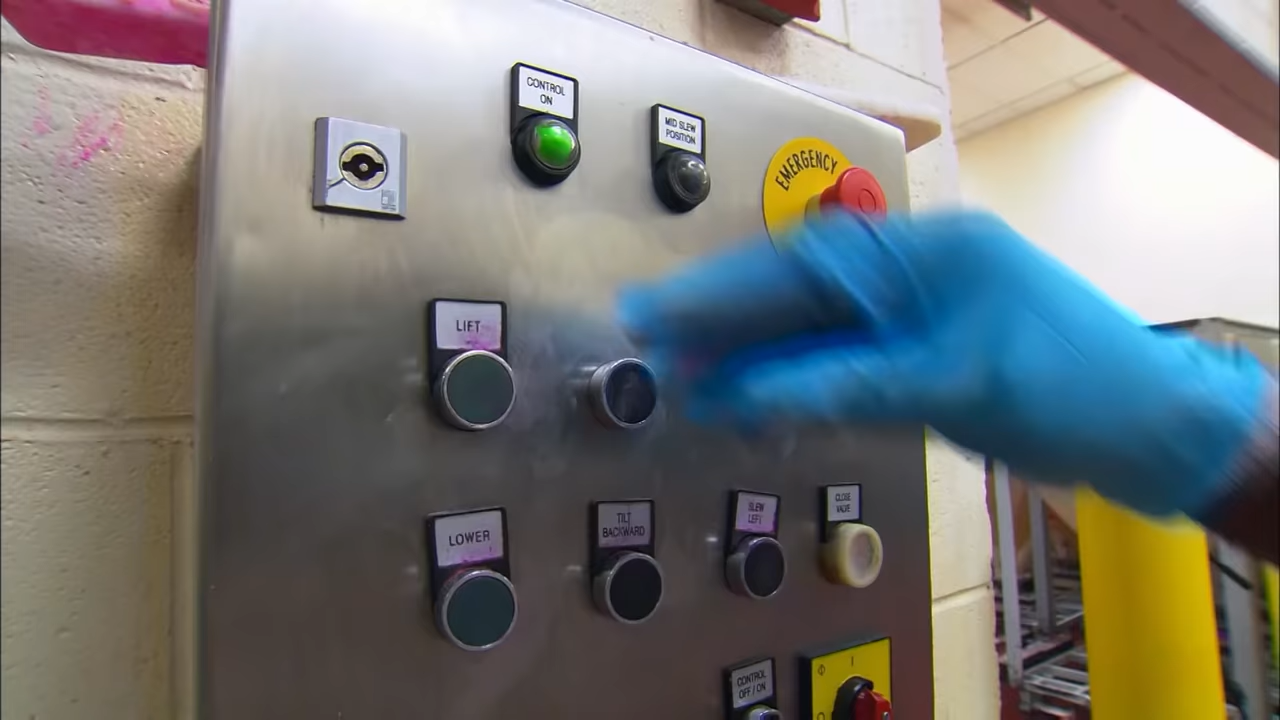 CONTROL
ON
MID SLEW
POSITION
EMERGENCY
LIFT
LOWER
TILT
BACKWARD
SLEW
LEFT
CLOSE
VALVE
CONTROL
OFF / ON
I
O